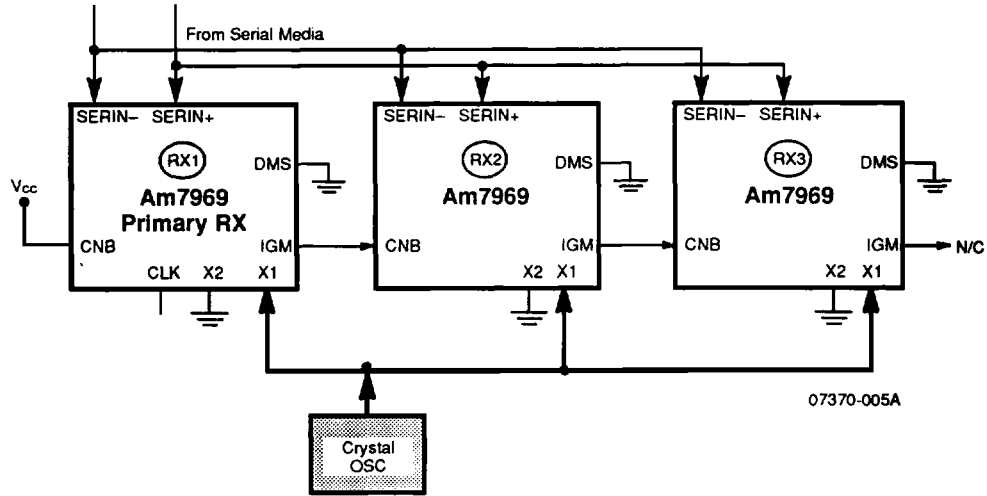 From Serial Media
SERIN– SERIN+
RX1
DMS
Am7969
Primary RX
VCC
CNB
IGM
CLK X2 X1
SERIN– SERIN+
RX2
DMS
Am7969
CNB
IGM
X2 X1
SERIN– SERIN+
RX3
DMS
Am7969
CNB
IGM
N/C
X2 X1
07370-005A
Crystal
OSC